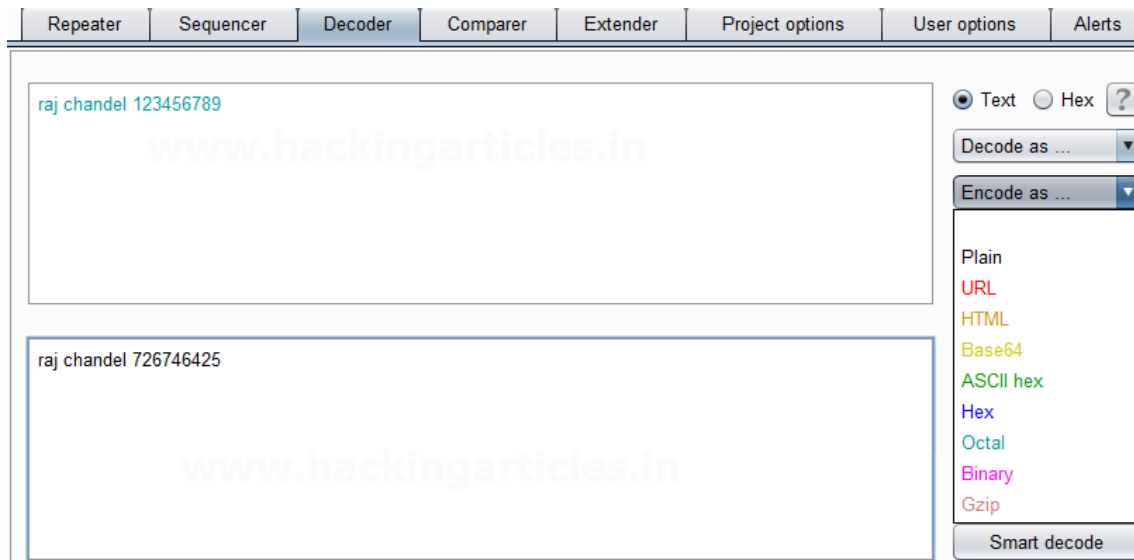 Repeater Sequencer Decoder Comparer Extender Project options User options Alerts
raj chandel 123456789
www.hackingarticles.in
Text Hex ?
Decode as ...
Encode as ...
Plain
URL
HTML
Base64
ASCII hex
Hex
Octal
Binary
Gzip
Smart decode
raj chandel 726746425
www.hackingarticles.in